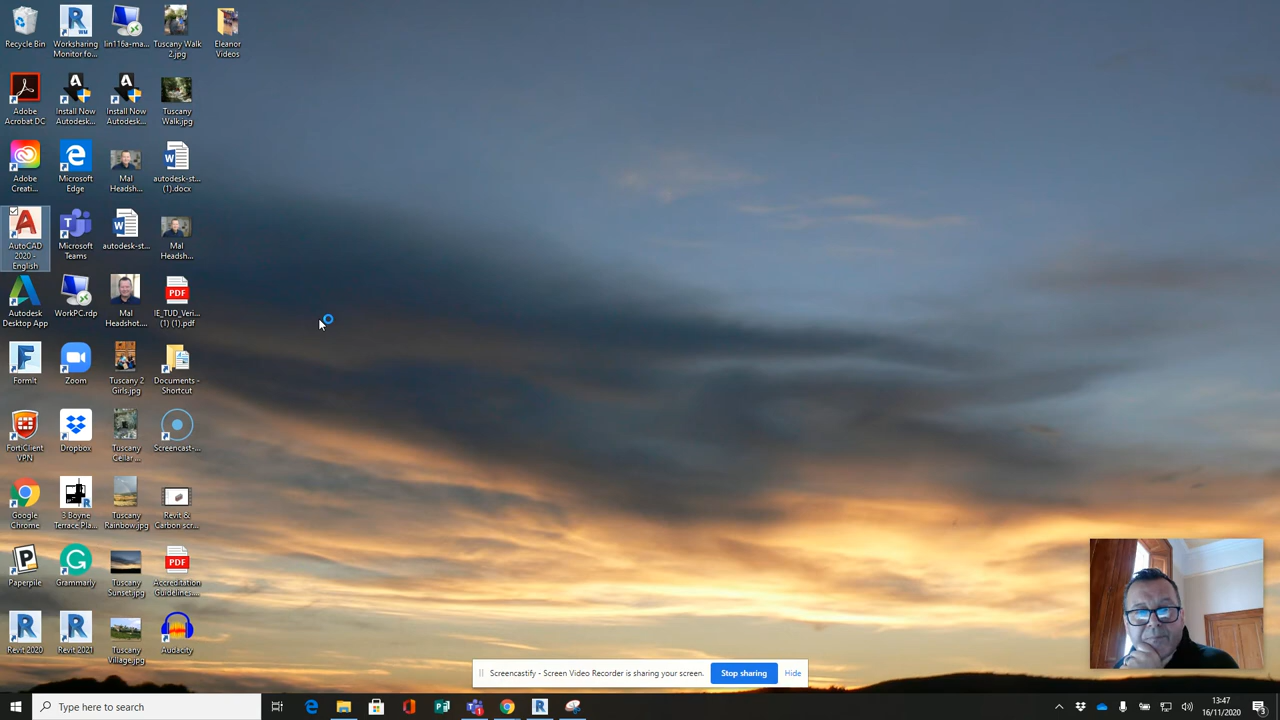 Recycle Bin
Worksharing
Monitor fo...
lin116a-ma...
Tuscany Walk
2.jpg
Eleanor
Videos
Adobe
Acrobat DC
Install Now
Autodesk...
Install Now
Autodesk...
Tuscany
Walk.jpg
Adobe
Creati...
Microsoft
Edge
Mal
Headsh...
autodesk-st...
(1).docx
AutoCAD
2020 -
English
Microsoft
Teams
autodesk-st...
Mal
Headsh...
Autodesk
Desktop App
WorkPC.rdp
Mal
Headshot....
IE_TUD_Veri...
(1) (1).pdf
FormIt
Zoom
Tuscany 2
Girls.jpg
Documents -
Shortcut
FortiClient
VPN
Dropbox
Tuscany
Cellar ...
Screencast-...
Google
Chrome
3 Boyne
Terrace Pla...
Tuscany
Rainbow.jpg
Revit &
Carbon scr...
Paperpile
Grammarly
Tuscany
Sunset.jpg
Accreditation
Guidelines....
Revit 2020
Revit 2021
Tuscany
Village.jpg
Audacity
Screencastify - Screen Video Recorder is sharing your screen.
Stop sharing
Hide
Type here to search
13:47
16/11/2020